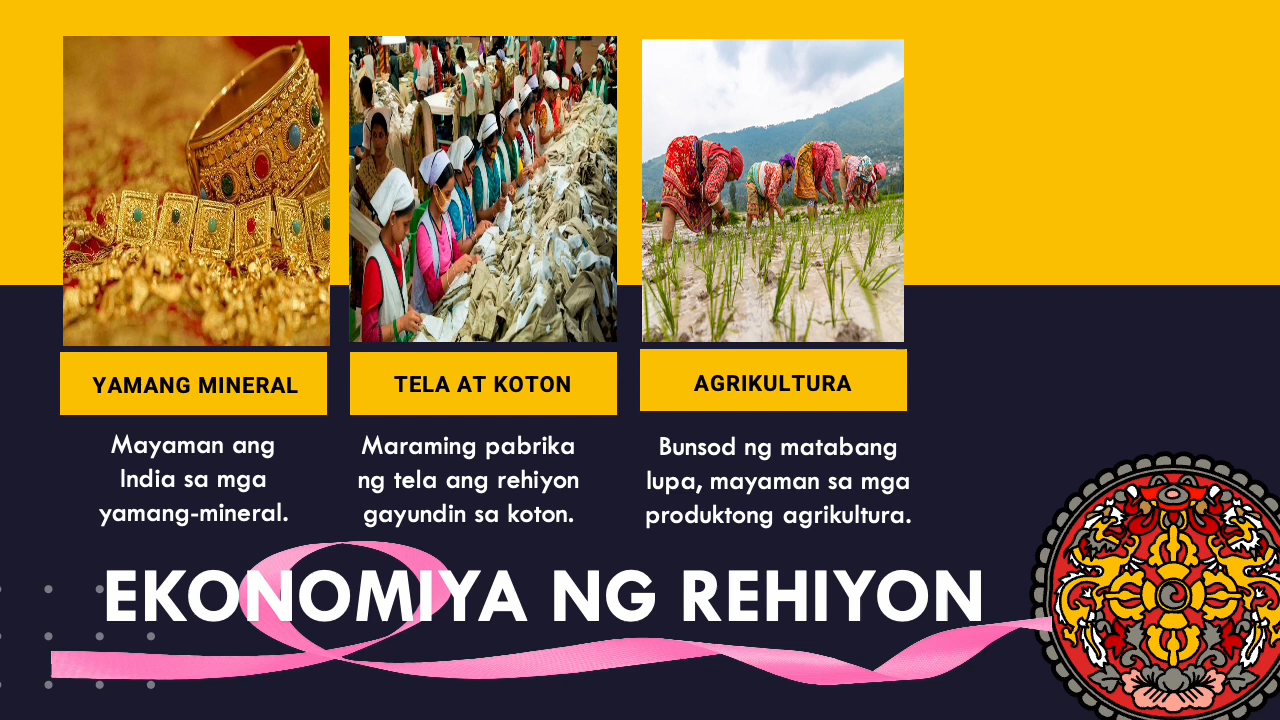 YAMANG MINERAL
Mayaman ang
India sa mga
yamang-mineral.
TELA AT KOTON
Maraming pabrika
ng tela ang rehiyon
gayundin sa koton.
AGRIKULTURA
Bunsod ng matabang
lupa, mayaman sa mga
produktong agrikultura.
EKONOMIYA NG REHIYON